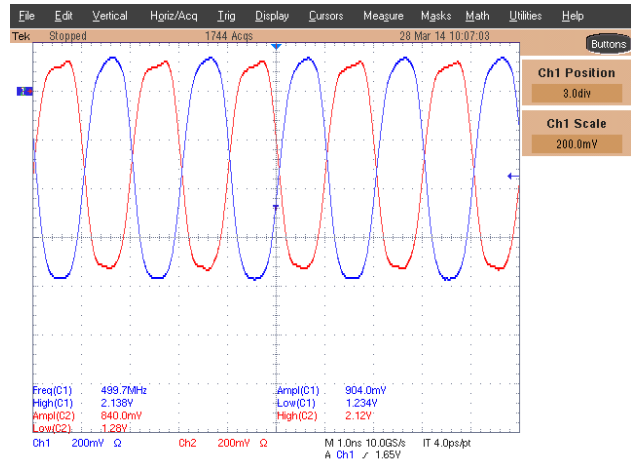 File Edit Vertical Horiz/Acq Trig Display Cursors Measure Masks Math Utilities Help
Tek Stopped 1744 Acqs 28 Mar 14 10:07:03
Buttons
Ch1 Position
3.0div
Ch1 Scale
200.0mV
Freq(C1) 499.7MHz Ampl(C1) 904.0mV
High(C1) 2.138V Low(C1) 1.234V
Ampl(C2) 840.0mV High(C2) 2.12V
Low(C2) 1.28V
Ch1 200mV Ω Ch2 200mV Ω M 1.0ns 10.0GS/s IT 4.0ps/pt
A Ch1 ∕ 1.65V